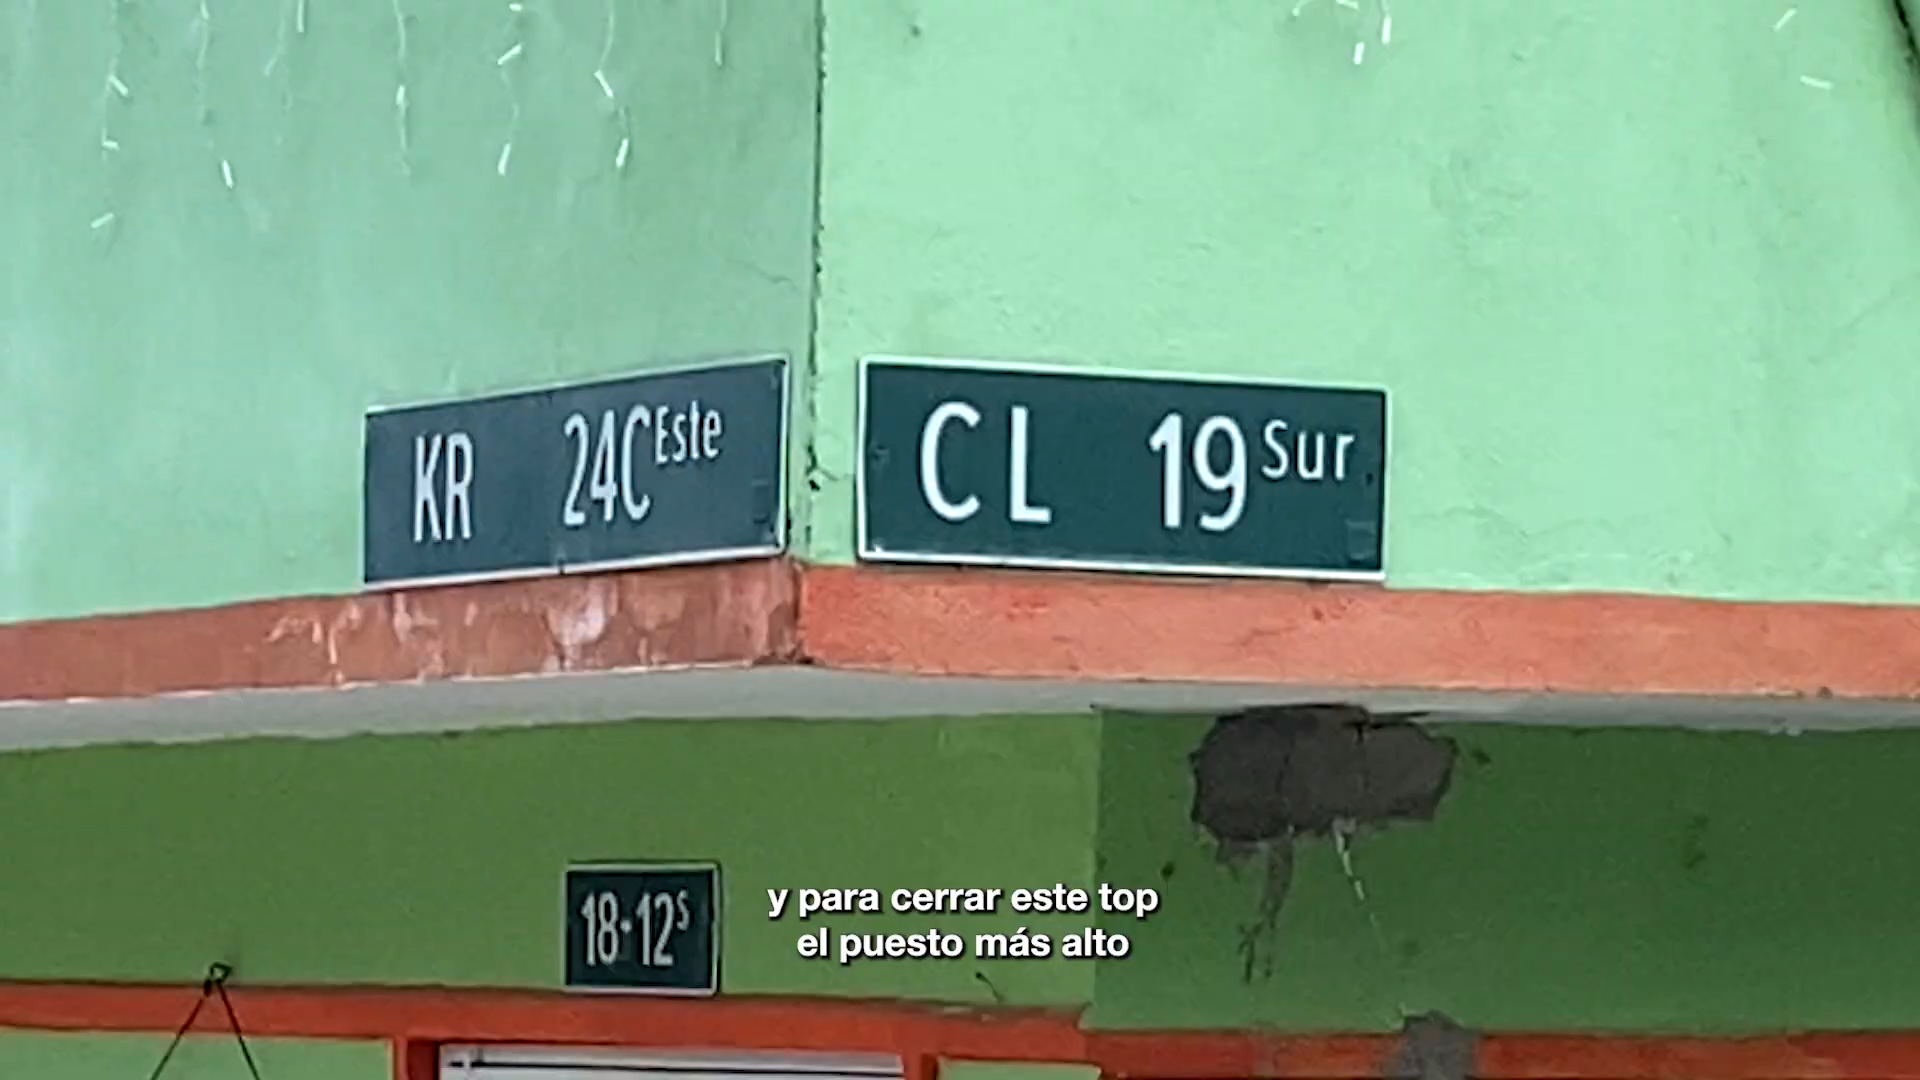 KR 24C Este
CL 19 Sur
18-12 S
y para cerrar este top
el puesto más alto